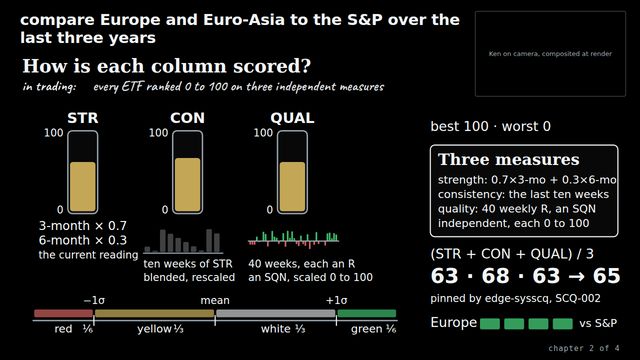 compare Europe and Euro-Asia to the S&P over the
last three years
Ken on camera, composited at render
How is each column scored?
in trading: every ETF ranked 0 to 100 on three independent measures
STR
CON
QUAL
100
100
100
0
0
0
3-month × 0.7
6-month × 0.3
the current reading
ten weeks of STR
blended, rescaled
40 weeks, each an R
an SQN, scaled 0 to 100
best 100 · worst 0
Three measures
strength: 0.7×3-mo + 0.3×6-mo
consistency: the last ten weeks
quality: 40 weekly R, an SQN
independent, each 0 to 100
(STR + CON + QUAL) / 3
63 · 68 · 63 → 65
pinned by edge-sysscq, SCQ-002
−1σ
mean
+1σ
red ⅙
yellow ⅓
white ⅓
green ⅙
Europe
vs S&P
chapter 2 of 4